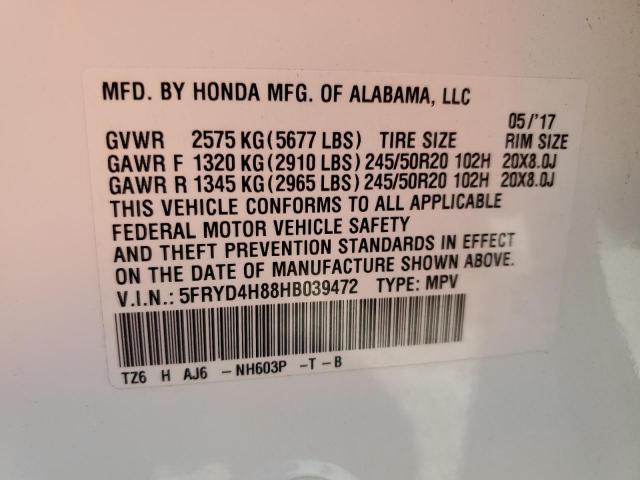 MFD. BY HONDA MFG. OF ALABAMA, LLC
05/'17
GVWR 2575 KG(5677 LBS) TIRE SIZE RIM SIZE
GAWR F 1320 KG(2910 LBS) 245/50R20 102H 20X8.0J
GAWR R 1345 KG(2965 LBS) 245/50R20 102H 20X8.0J
THIS VEHICLE CONFORMS TO ALL APPLICABLE
FEDERAL MOTOR VEHICLE SAFETY
AND THEFT PREVENTION STANDARDS IN EFFECT
ON THE DATE OF MANUFACTURE SHOWN ABOVE.
V.I.N.: 5FRYD4H88HB039472 TYPE: MPV
TZ6 H AJ6 -NH603P -T-B